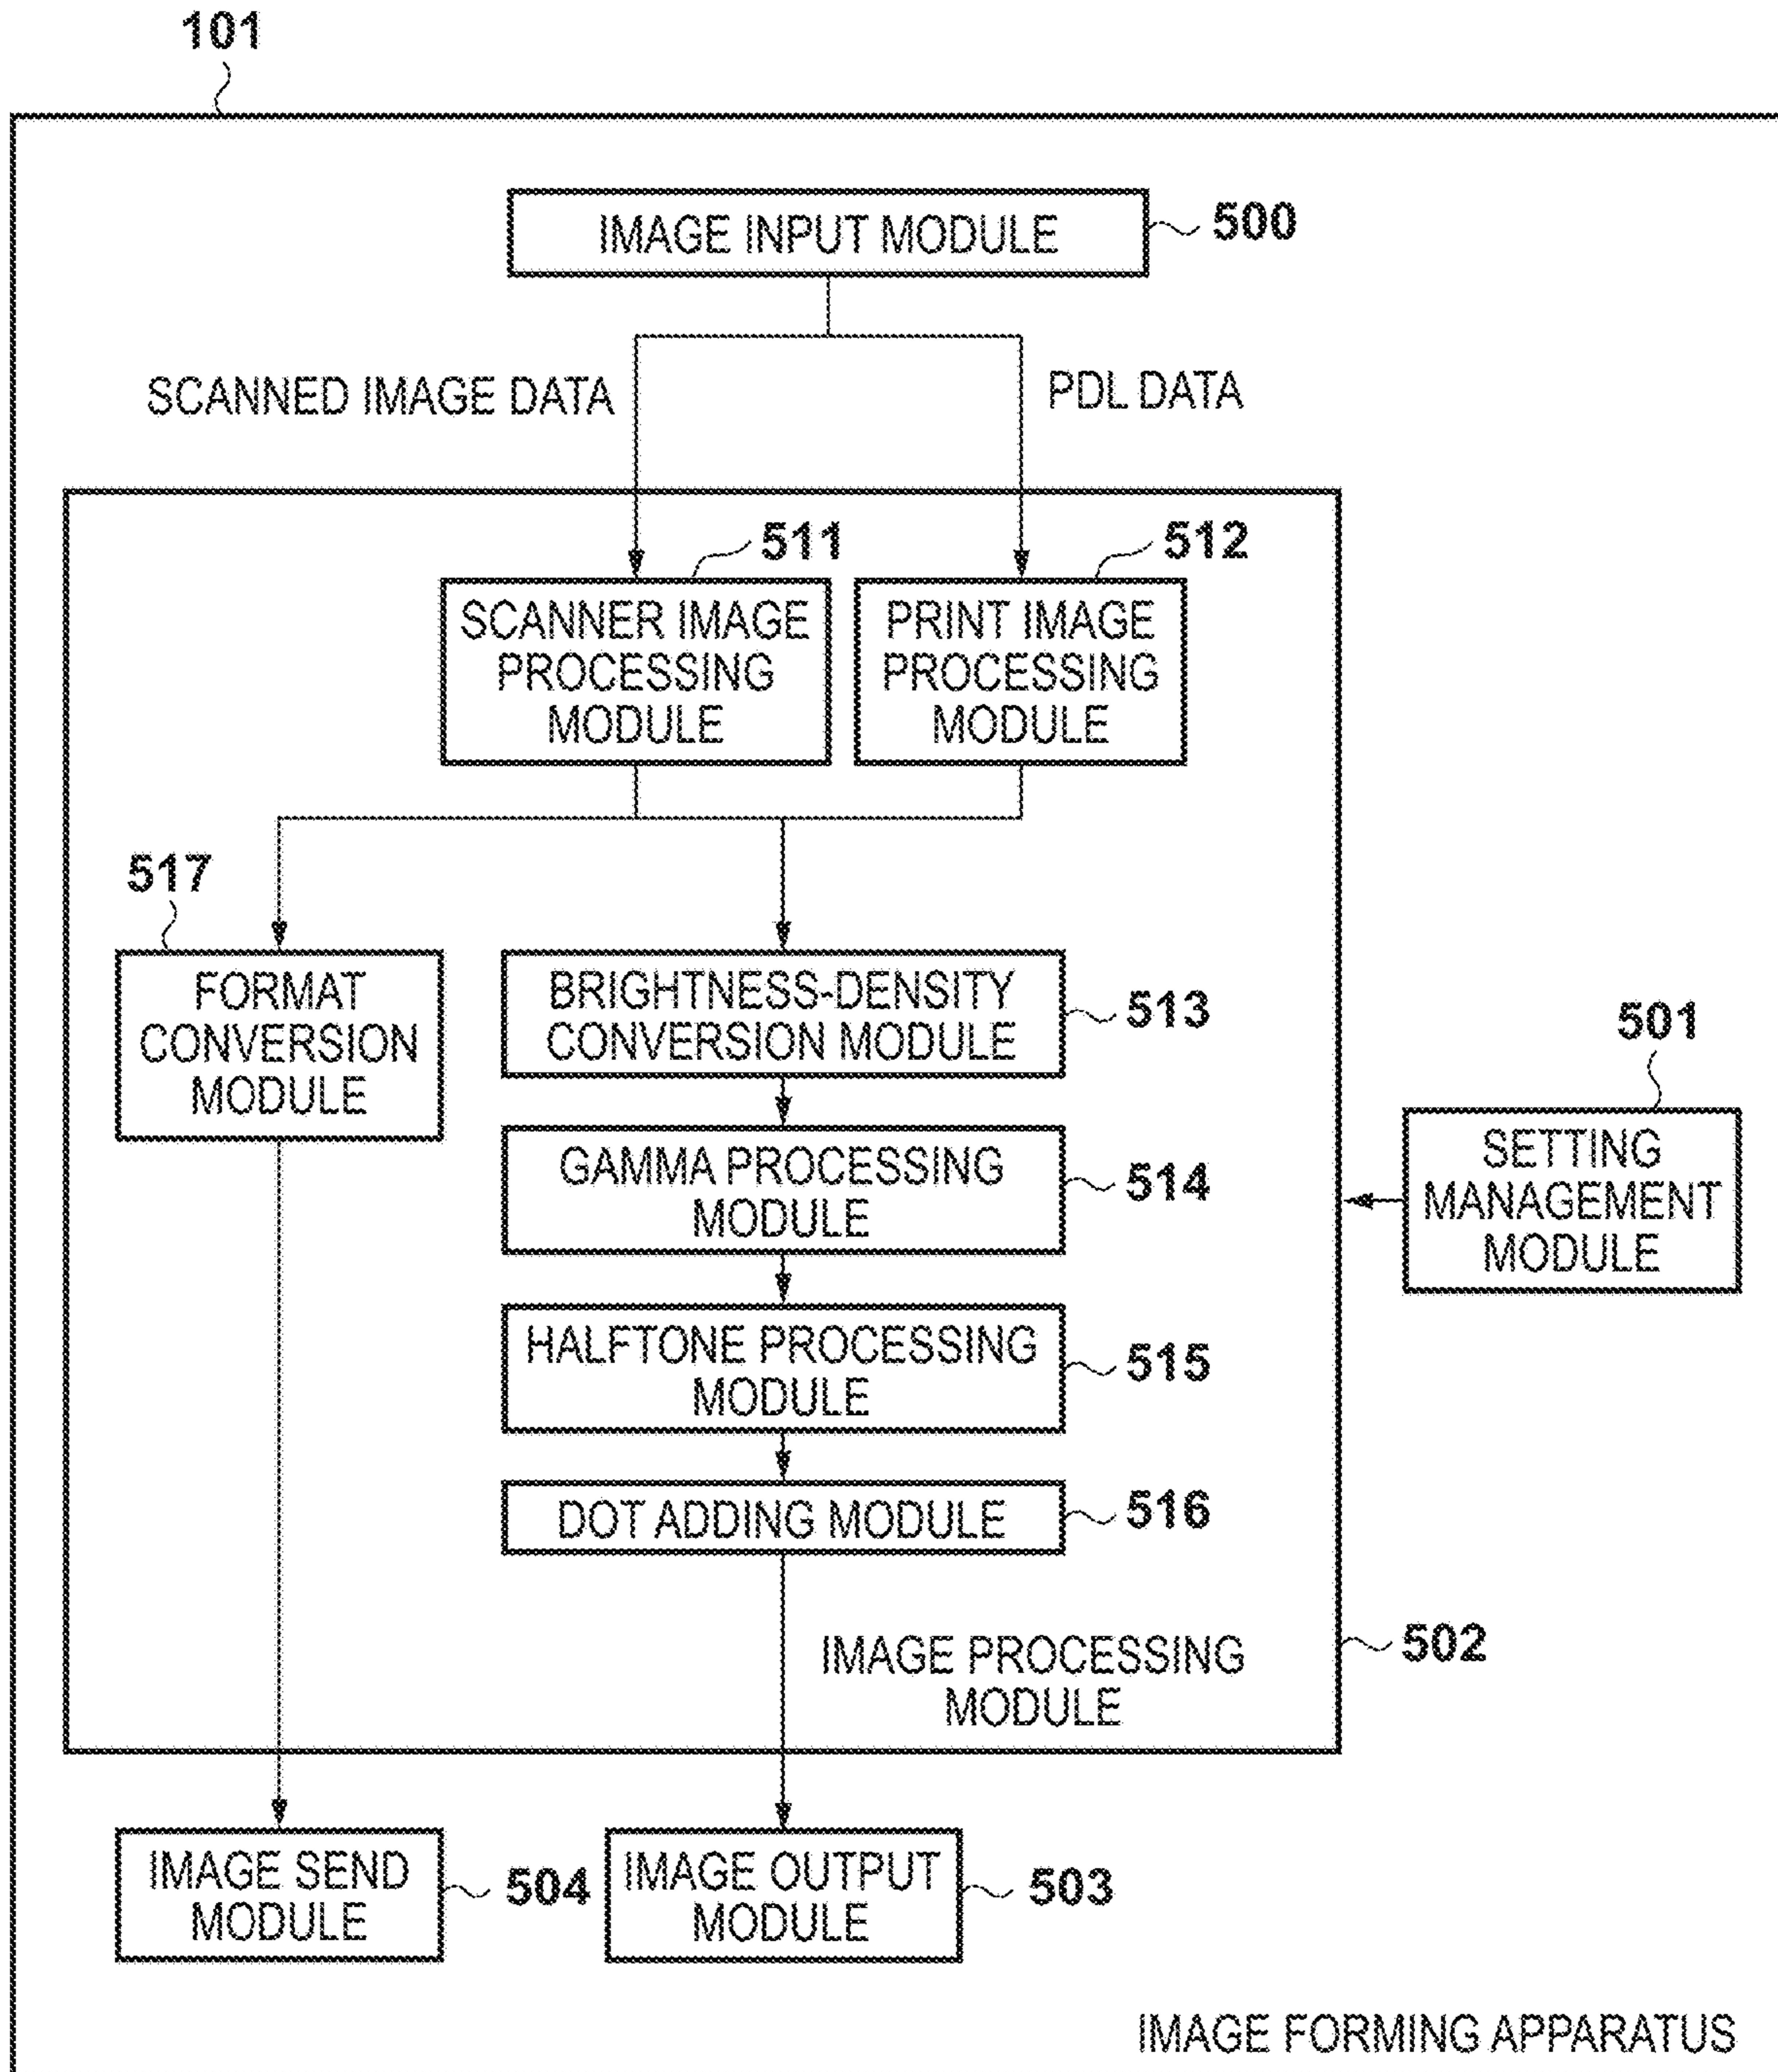 101
IMAGE INPUT MODULE
500
SCANNED IMAGE DATA
PDL DATA
511
512
SCANNER IMAGE
PROCESSING
MODULE
PRINT IMAGE
PROCESSING
MODULE
517
FORMAT
CONVERSION
MODULE
BRIGHTNESS-DENSITY
CONVERSION MODULE
513
501
SETTING
MANAGEMENT
MODULE
GAMMA PROCESSING
MODULE
514
HALFTONE PROCESSING
MODULE
515
DOT ADDING MODULE
516
IMAGE PROCESSING
MODULE
502
IMAGE SEND
MODULE
504
IMAGE OUTPUT
MODULE
503
IMAGE FORMING APPARATUS